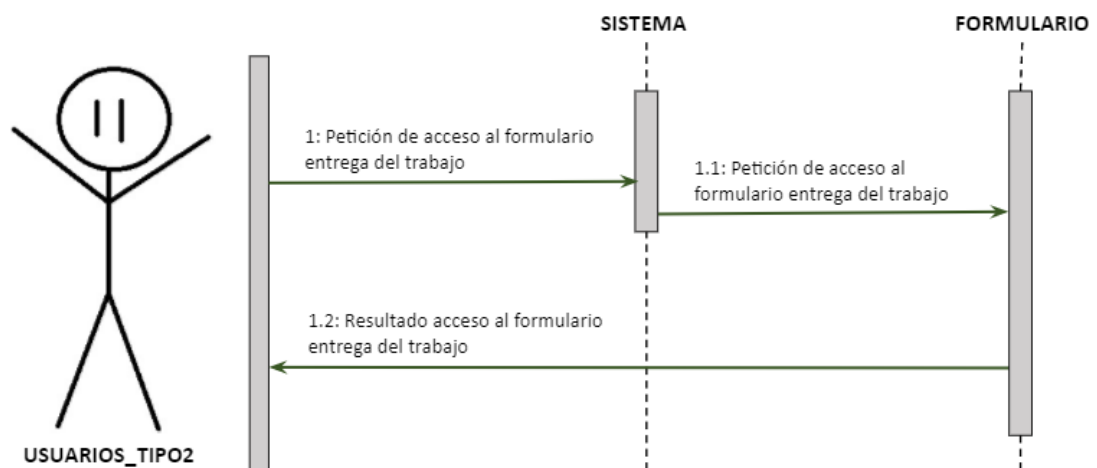 SISTEMA
FORMULARIO
1: Petición de acceso al formulario
entrega del trabajo
1.1: Petición de acceso al
formulario entrega del trabajo
1.2: Resultado acceso al formulario
entrega del trabajo
USUARIOS_TIPO2